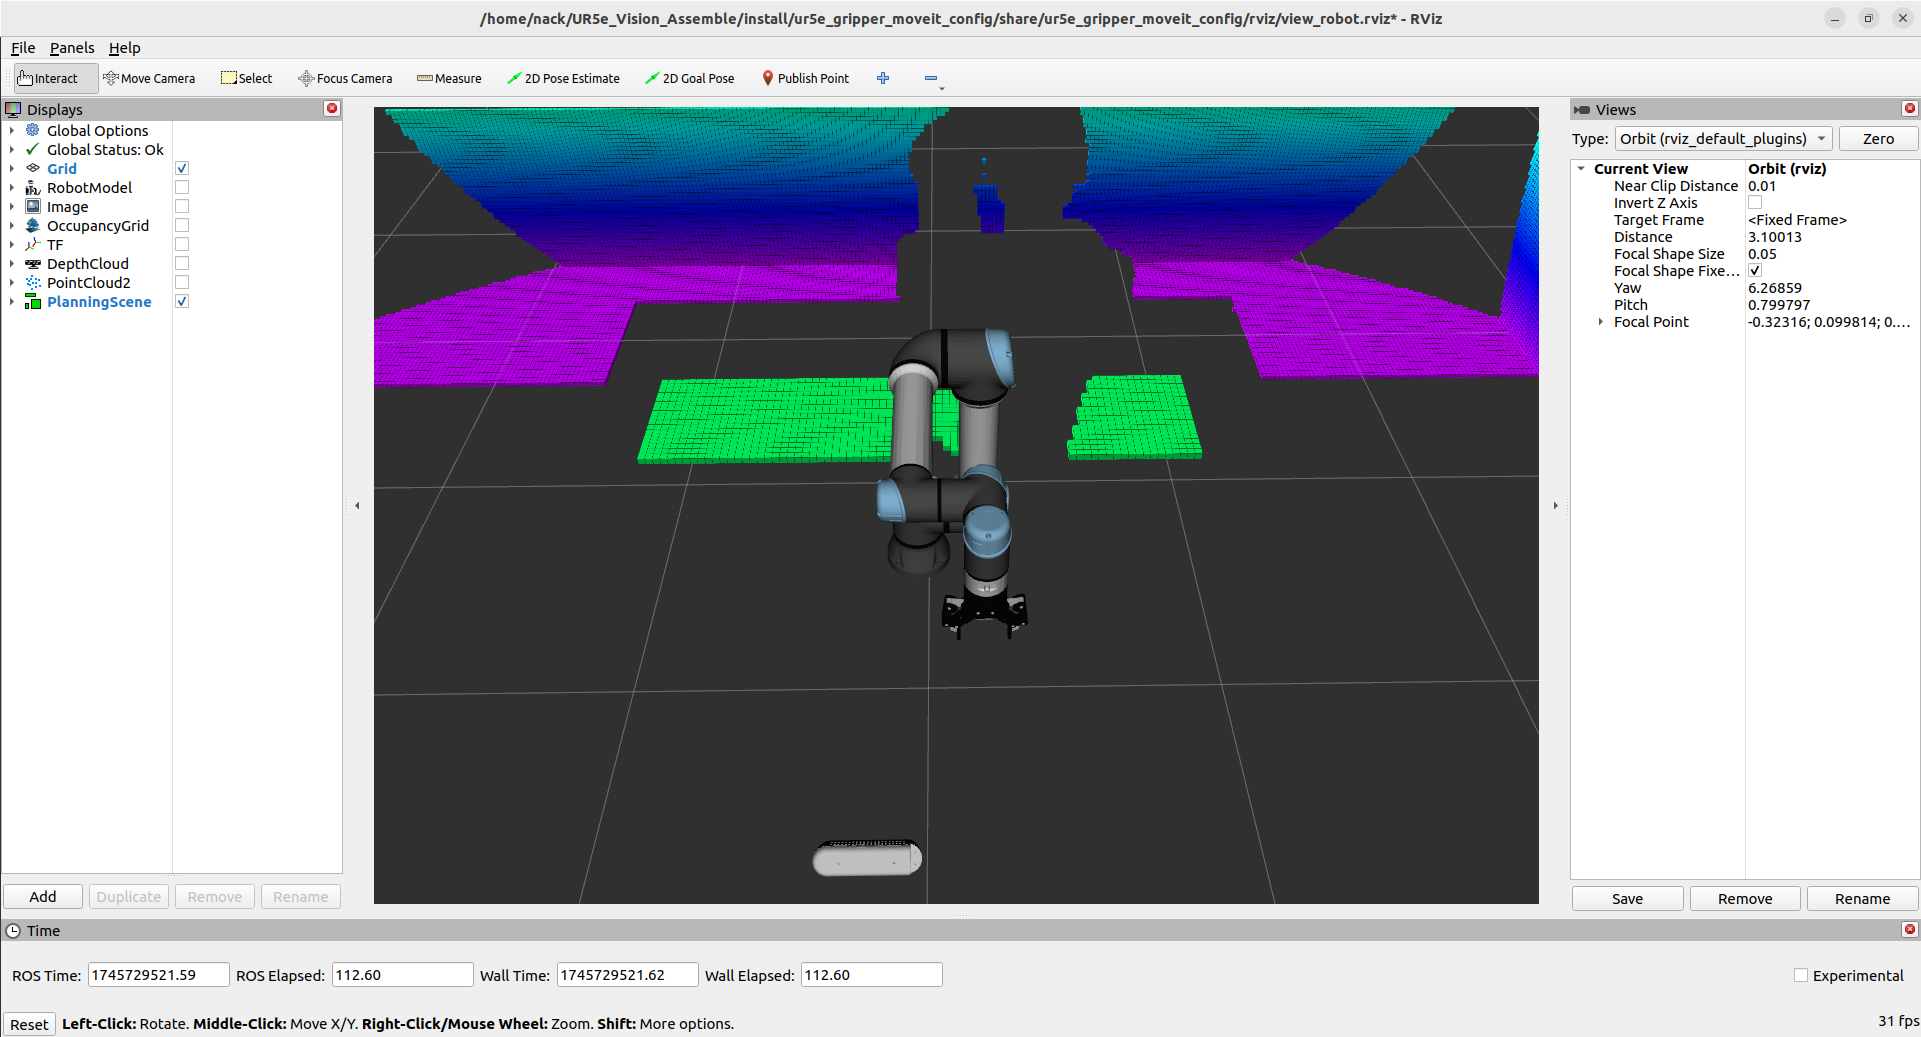 /home/nack/UR5e_Vision_Assemble/install/ur5e_gripper_moveit_config/share/ur5e_gripper_moveit_config/rviz/view_robot.rviz* - RViz
File Panels Help
Interact Move Camera Select Focus Camera Measure 2D Pose Estimate 2D Goal Pose Publish Point
Displays
Global Options
Global Status: Ok
Grid
RobotModel
Image
OccupancyGrid
TF
DepthCloud
PointCloud2
PlanningScene
Add Duplicate Remove Rename
Views
Type: Orbit (rviz_default_plugins) Zero
Current View Orbit (rviz)
Near Clip Distance 0.01
Invert Z Axis
Target Frame <Fixed Frame>
Distance 3.10013
Focal Shape Size 0.05
Focal Shape Fixe...
Yaw 6.26859
Pitch 0.799797
Focal Point -0.32316; 0.099814; 0....
Save Remove Rename
Time
ROS Time: 1745729521.59 ROS Elapsed: 112.60 Wall Time: 1745729521.62 Wall Elapsed: 112.60 Experimental
Reset Left-Click: Rotate. Middle-Click: Move X/Y. Right-Click/Mouse Wheel: Zoom. Shift: More options. 31 fps